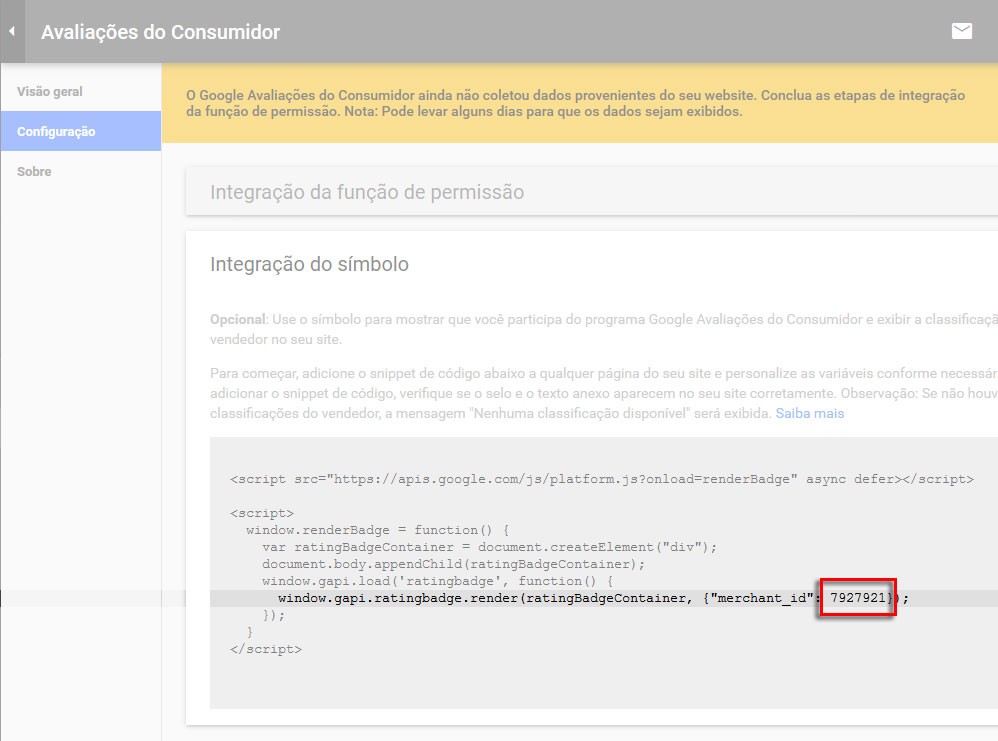 Avaliações do Consumidor
Visão geral
Configuração
Sobre
O Google Avaliações do Consumidor ainda não coletou dados provenientes do seu website. Conclua as etapas de integração
da função de permissão. Nota: Pode levar alguns dias para que os dados sejam exibidos.
Integração da função de permissão
Integração do símbolo
Opcional: Use o símbolo para mostrar que você participa do programa Google Avaliações do Consumidor e exibir a classificaçã
vendedor no seu site.
Para começar, adicione o snippet de código abaixo a qualquer página do seu site e personalize as variáveis conforme necessár
adicionar o snippet de código, verifique se o selo e o texto anexo aparecem no seu site corretamente. Observação: Se não houv
classificações do vendedor, a mensagem "Nenhuma classificação disponível" será exibida. Saiba mais
<script src="https://apis.google.com/js/platform.js?onload=renderBadge" async defer></script>
<script>
window.renderBadge = function() {
var ratingBadgeContainer = document.createElement("div");
document.body.appendChild(ratingBadgeContainer);
window.gapi.load('ratingbadge', function() {
window.gapi.ratingbadge.render(ratingBadgeContainer, {"merchant_id": 7927921});
});
}
</script>